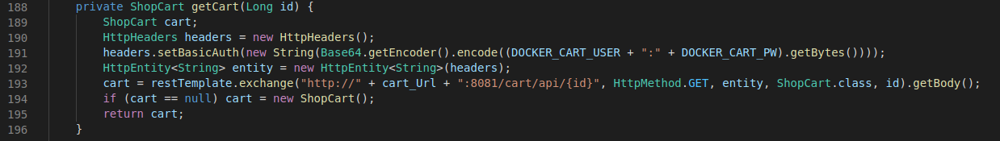 188 private ShopCart getCart(Long id) {
189 ShopCart cart;
190 HttpHeaders headers = new HttpHeaders();
191 headers.setBasicAuth(new String(Base64.getEncoder().encode((DOCKER_CART_USER + ":" + DOCKER_CART_PW).getBytes())));
192 HttpEntity<String> entity = new HttpEntity<String>(headers);
193 cart = restTemplate.exchange("http://" + cart_Url + ":8081/cart/api/{id}", HttpMethod.GET, entity, ShopCart.class, id).getBody();
194 if (cart == null) cart = new ShopCart();
195 return cart;
196 }